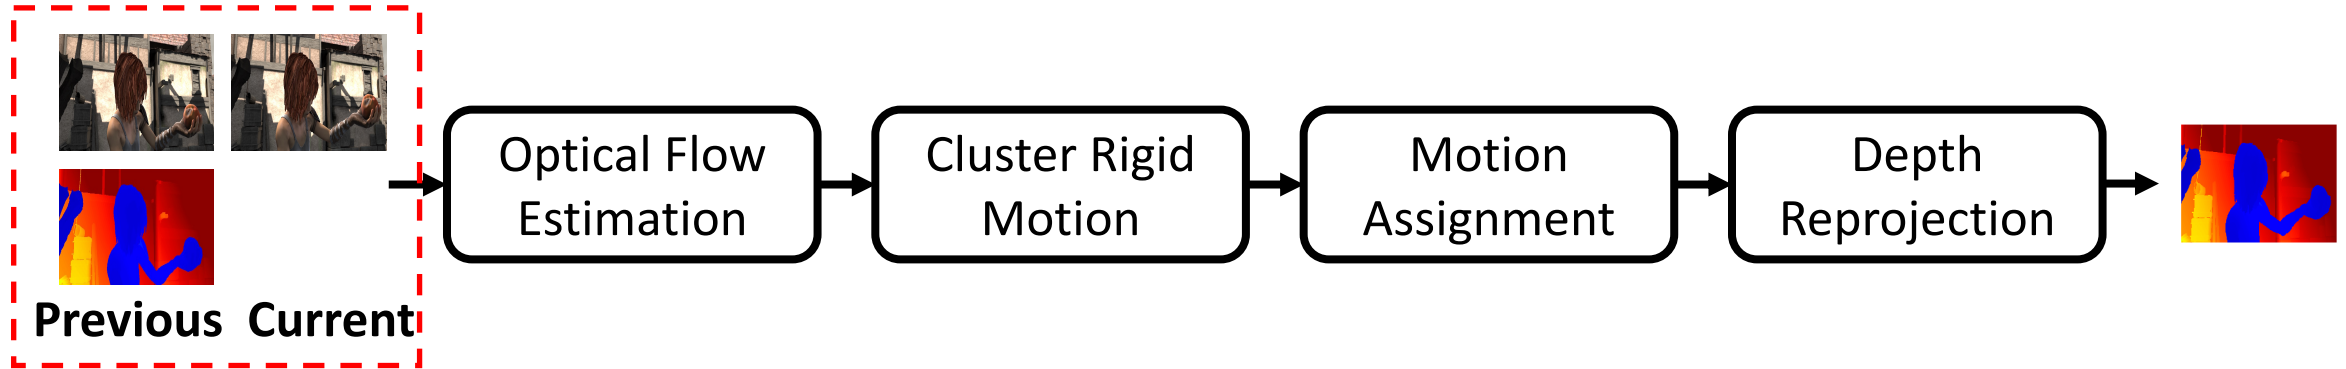 Previous Current
Optical Flow
Estimation
Cluster Rigid
Motion
Motion
Assignment
Depth
Reprojection